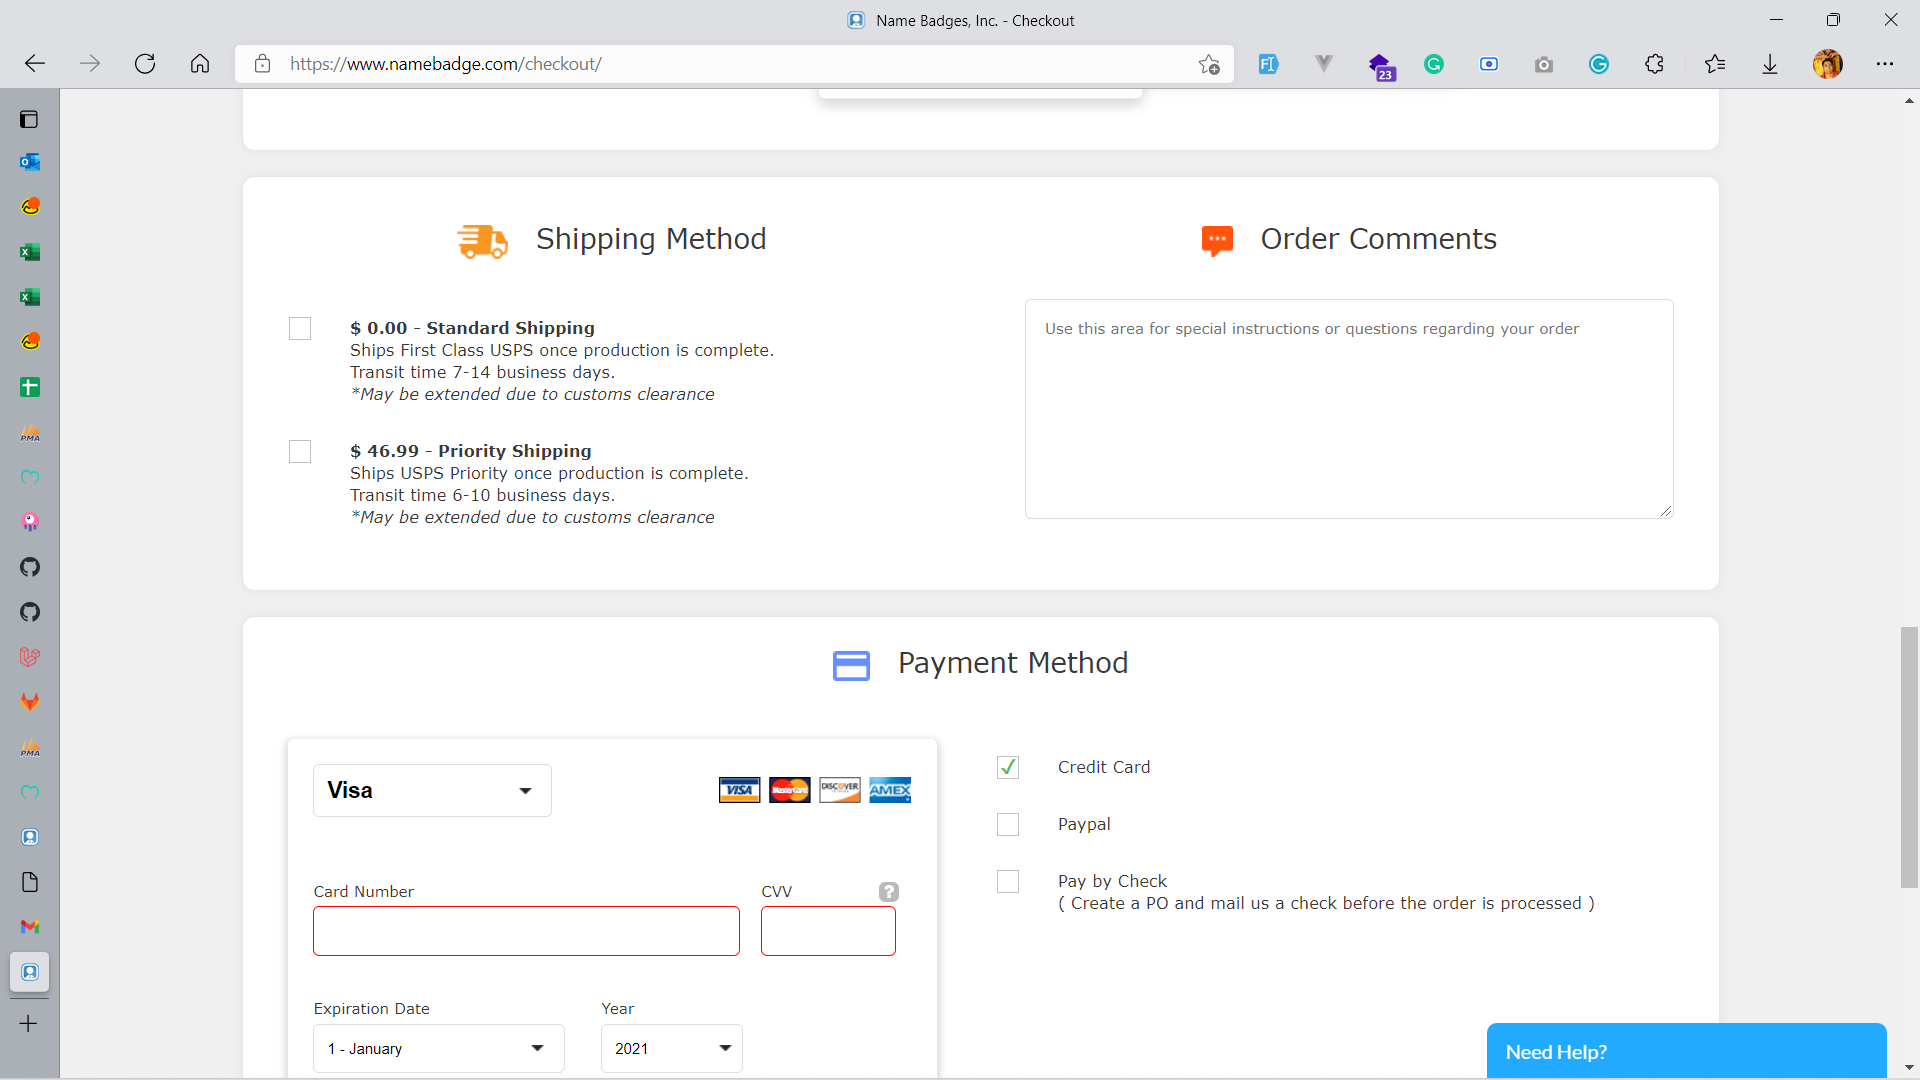 Name Badges, Inc. - Checkout
https://www.namebadge.com/checkout/
23
Shipping Method
$ 0.00 - Standard Shipping
Ships First Class USPS once production is complete.
Transit time 7-14 business days.
*May be extended due to customs clearance
$ 46.99 - Priority Shipping
Ships USPS Priority once production is complete.
Transit time 6-10 business days.
*May be extended due to customs clearance
Order Comments
Use this area for special instructions or questions regarding your order
Payment Method
Visa
VISA MasterCard DISCOVER AMEX
Card Number
CVV
?
Expiration Date
Year
1 - January
2021
Credit Card
Paypal
Pay by Check
( Create a PO and mail us a check before the order is processed )
Need Help?
PMA
PMA